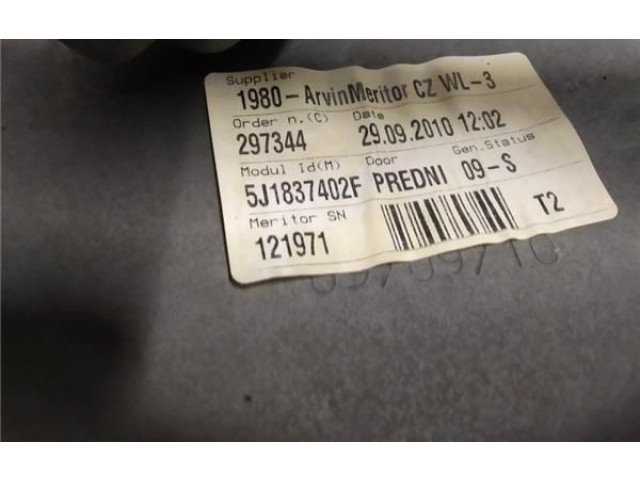 Supplier
1980-ArvinMeritor CZ WL-3
Order n.(C) Date
297344 29.09.2010 12:02
Modul Id(M) Door Gen.Status
5J1837402F PREDNI 09-S
Meritor SN
121971 T2